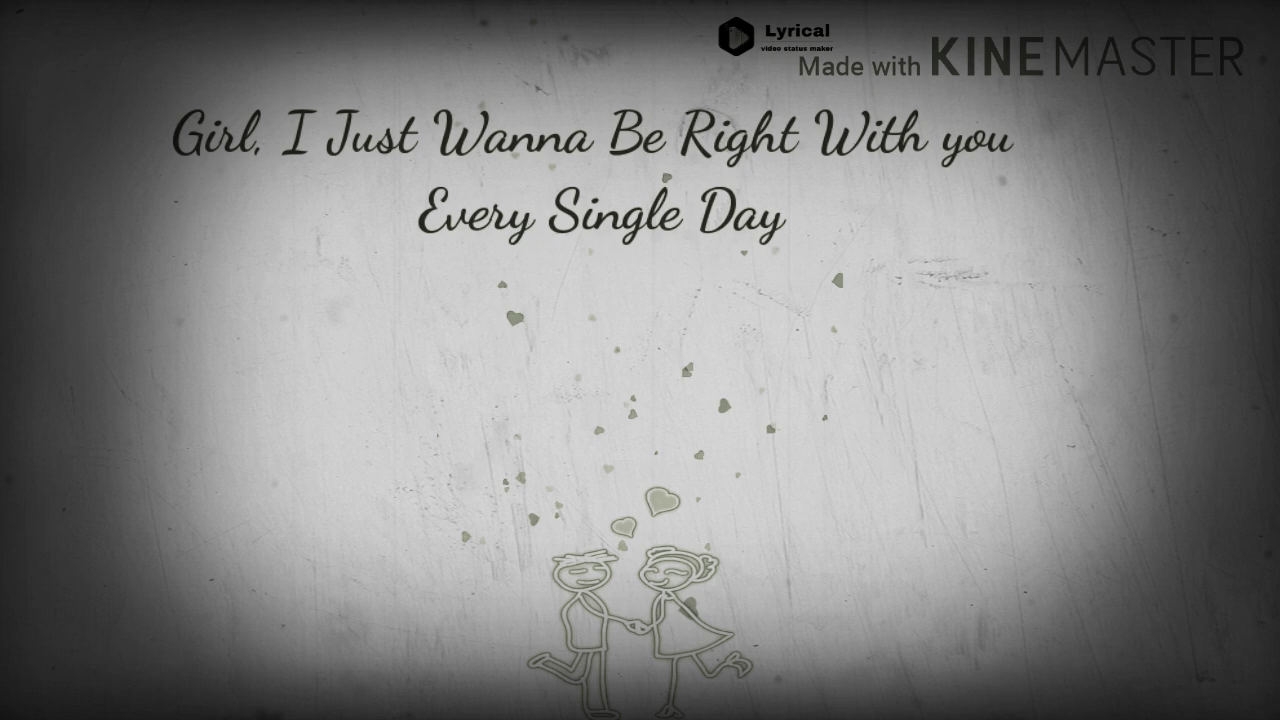 Lyrical
video status maker
Made with KINEMASTER
Girl, I Just Wanna Be Right With you
Every Single Day